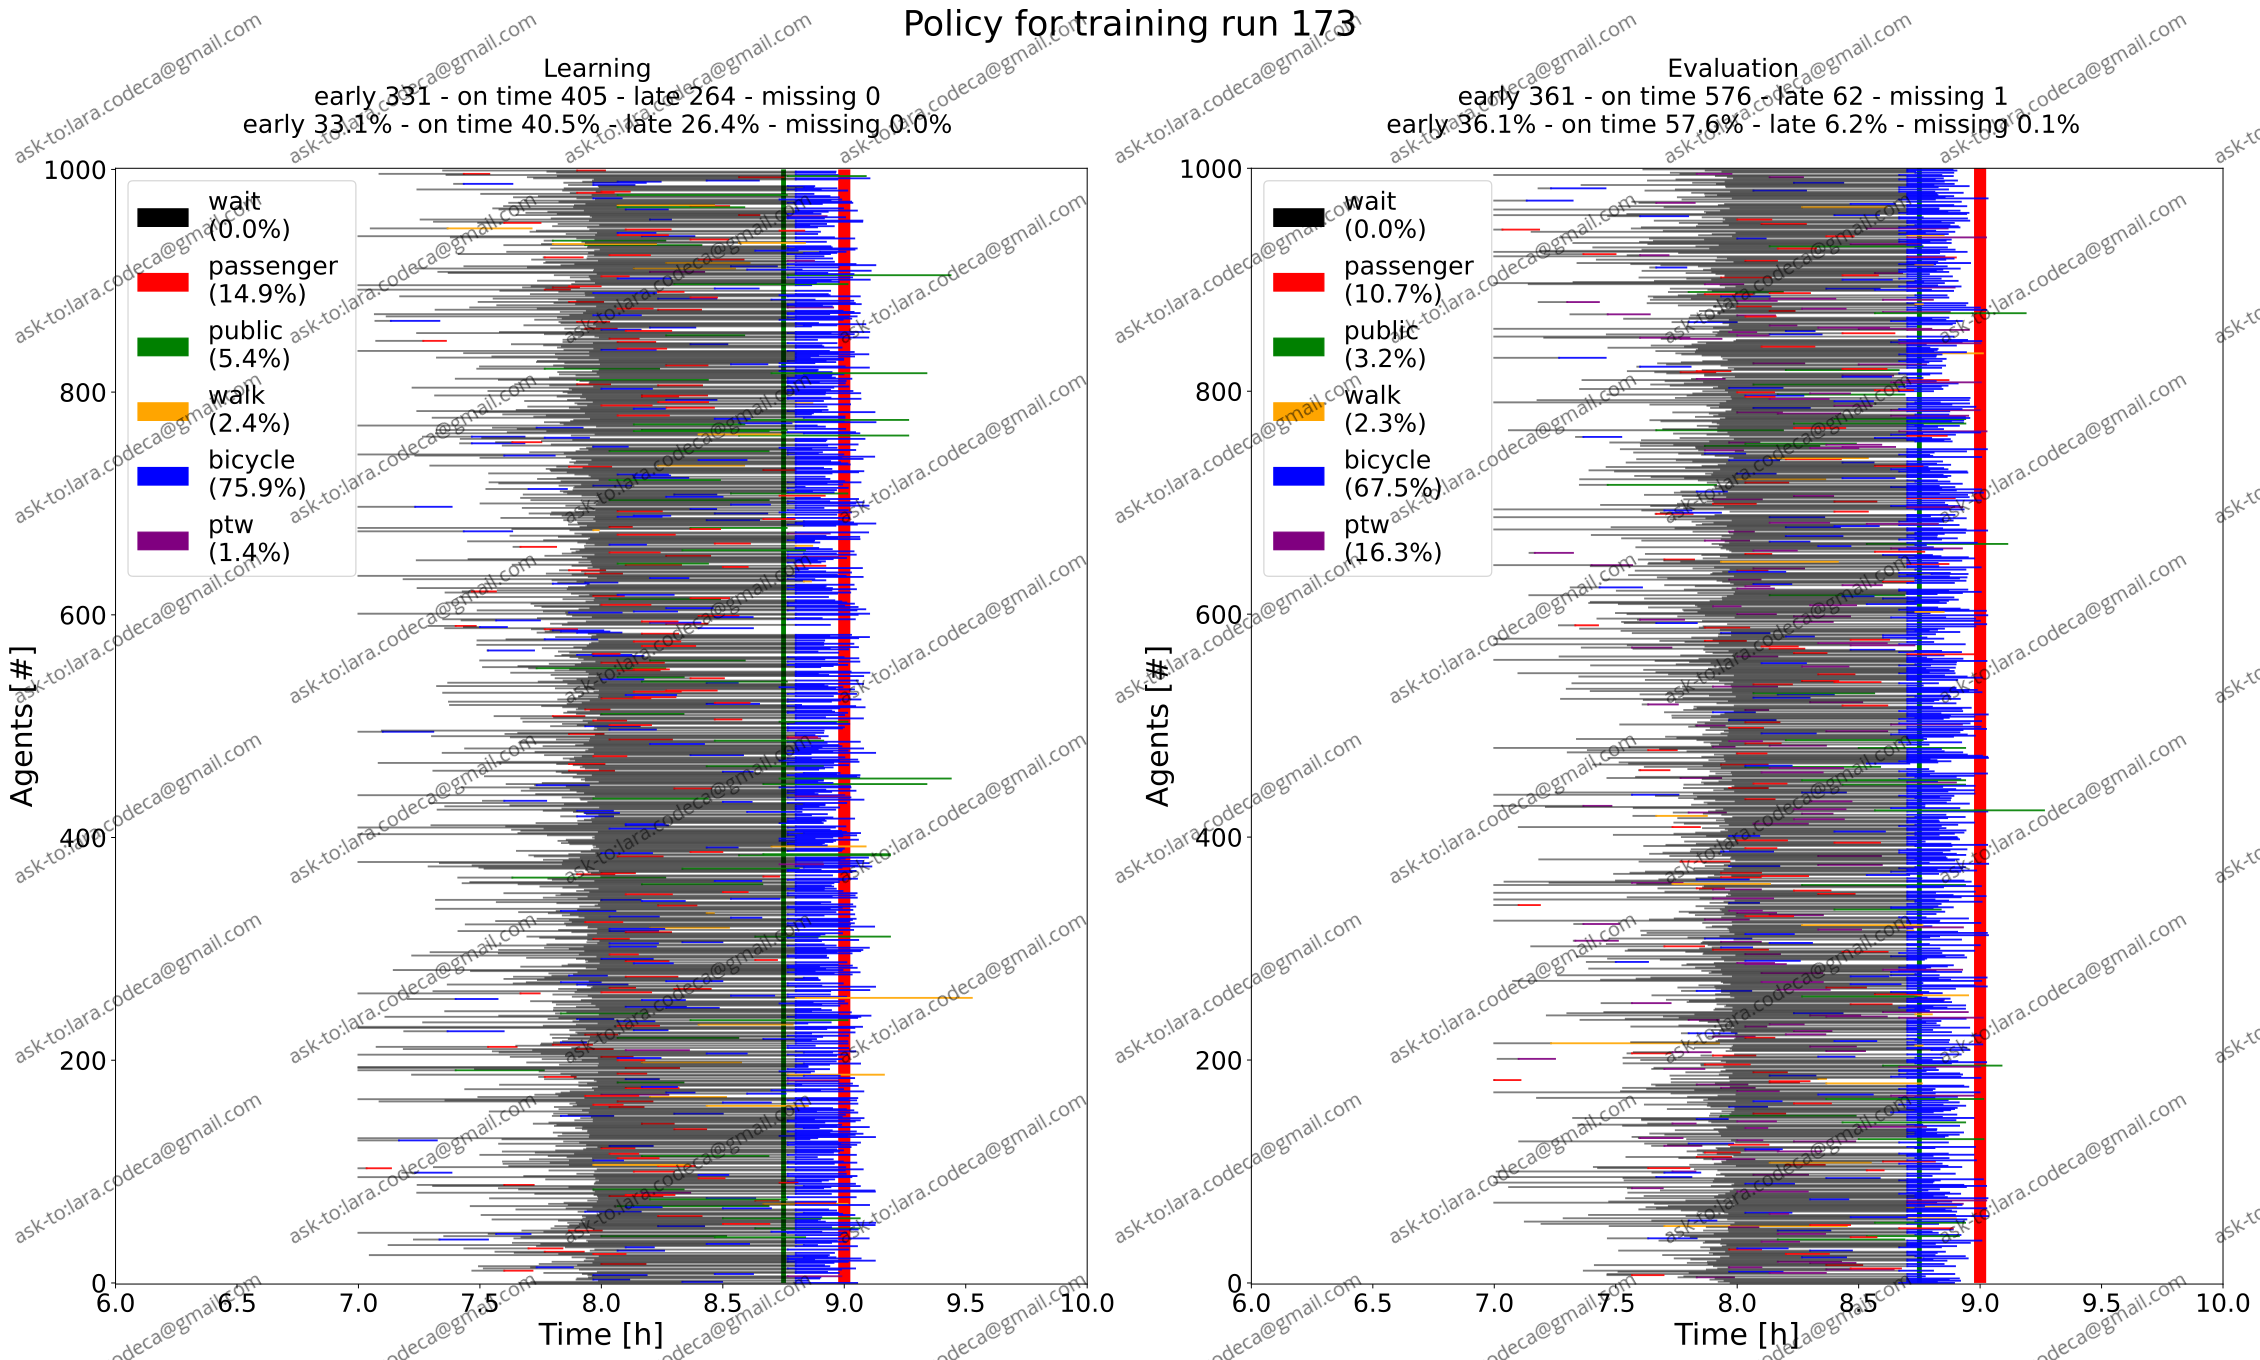 Policy for training run 173
Learning
early 331 - on time 405 - late 264 - missing 0
early 33.1% - on time 40.5% - late 26.4% - missing 0.0%
1000
800
600
400
200
0
Agents [#]
wait
(0.0%)
passenger
(14.9%)
public
(5.4%)
walk
(2.4%)
bicycle
(75.9%)
ptw
(1.4%)
6.0 6.5 7.0 7.5 8.0 8.5 9.0 9.5 10.0
Time [h]
Evaluation
early 361 - on time 576 - late 62 - missing 1
early 36.1% - on time 57.6% - late 6.2% - missing 0.1%
1000
800
600
400
200
0
Agents [#]
wait
(0.0%)
passenger
(10.7%)
public
(3.2%)
walk
(2.3%)
bicycle
(67.5%)
ptw
(16.3%)
6.0 6.5 7.0 7.5 8.0 8.5 9.0 9.5 10.0
Time [h]
ask-to:lara.codeca@gmail.com